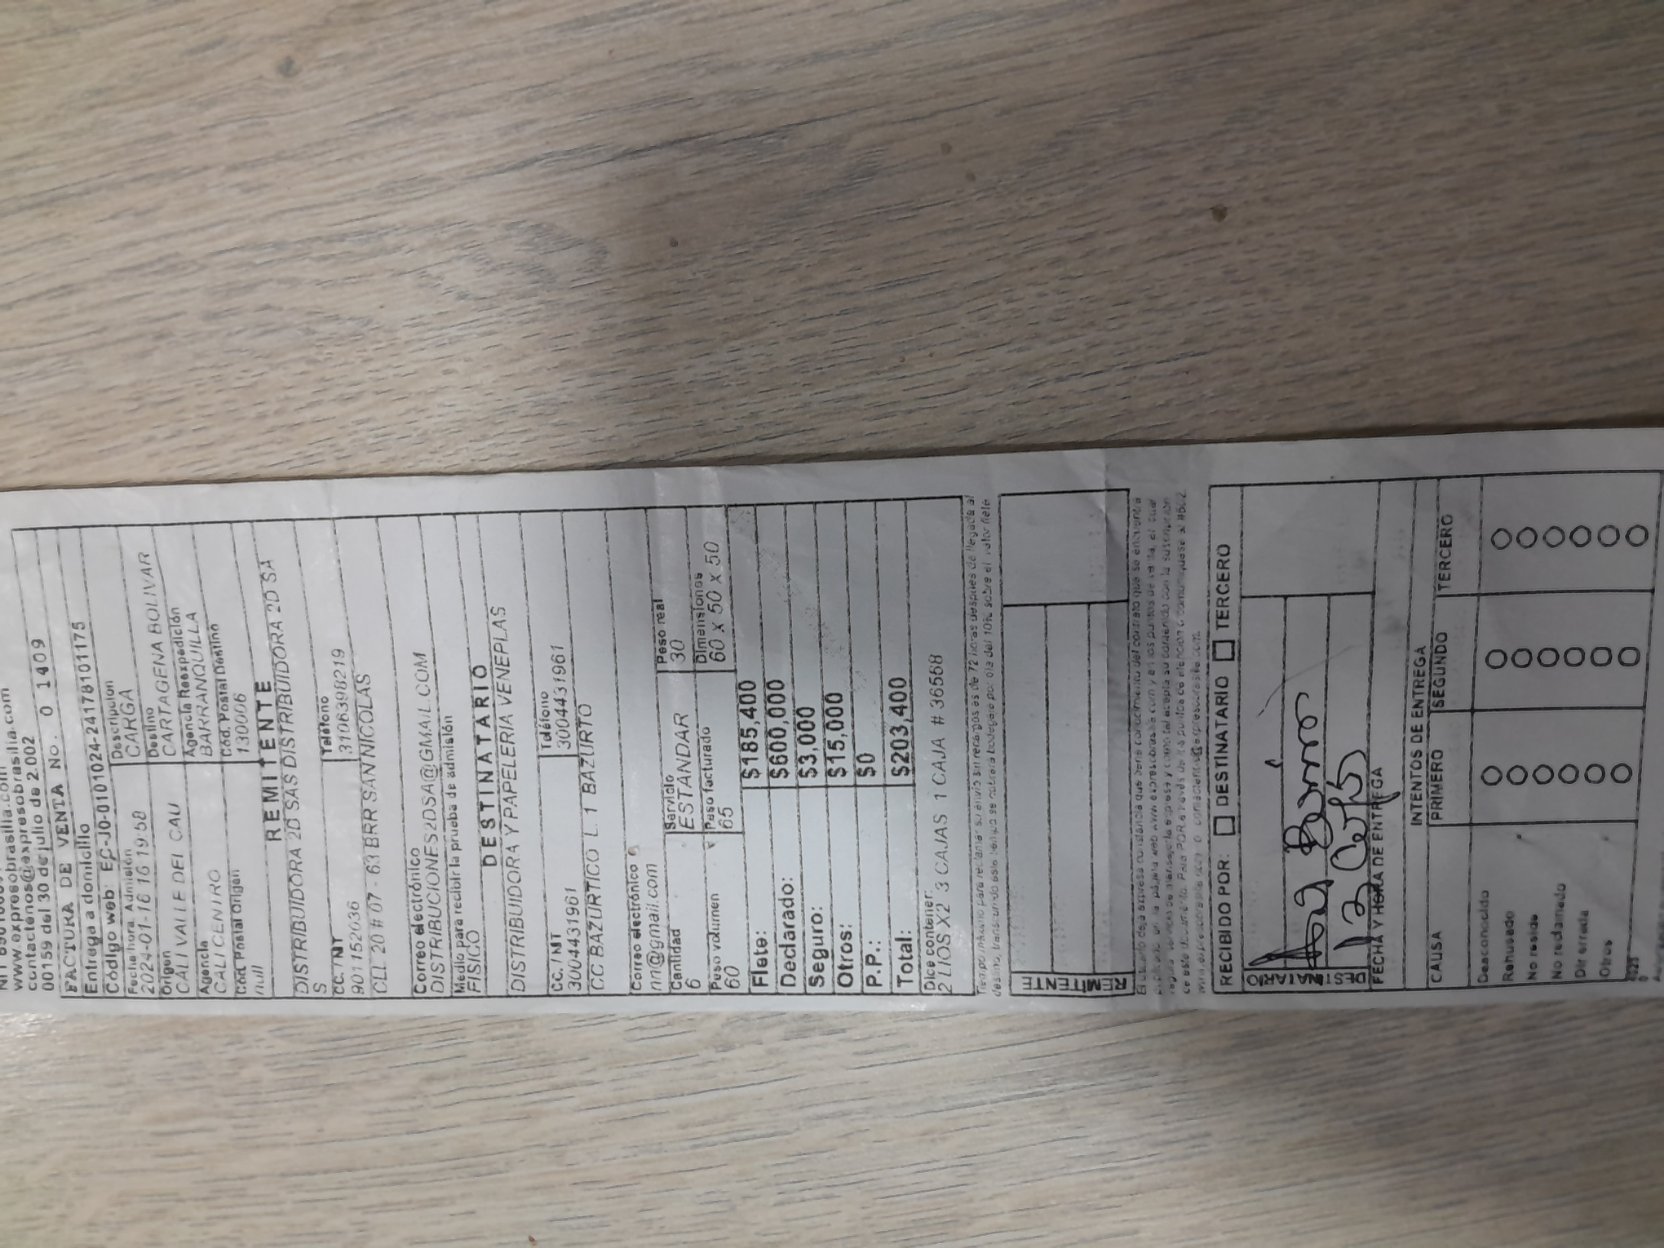 www.expresobrasilia.com
contactenos@expresobrasilia.com
00159 del 30 de julio de 2.002
FACTURA DE VENTA No. 0 1409
Entrega a domicilio
Código web EP-J0-0101024-24178101175
Fecha hora Admisión Descripción
2024-01-16 16:19:58 CARGA
Origen Destino
CALI VALLE DEL CAU CARTAGENA BOLIVAR
Agencia Agencia Reexpedición
CALI CENTRO BARRANQUILLA
Cód. Postal Origen Cód. Postal Destino
null 130006
REMITENTE
DISTRIBUIDORA 2D SAS DISTRIBUIDORA 2D SA
S
CC. / NIT Teléfono
901152636 3106398219
CLL 20 # 07 - 63 BRR SAN NICOLAS
Correo electrónico
DISTRIBUCIONES2DSA@GMAIL.COM
Medio para recibir la prueba de admisión
FISICO
DESTINATARIO
DISTRIBUIDORA Y PAPELERIA VENEPLAS
CC. / NIT Teléfono
3004431961 3004431961
CC BAZURTICO L 1 BAZURTO
Correo electrónico
nn@gmail.com
Cantidad Servicio Peso real
6 ESTANDAR 30
Peso volumen Peso facturado Dimensiones
60 65 60 X 50 X 50
Flete: $185,400
Declarado: $600,000
Seguro: $3,000
Otros: $15,000
P.P.: $0
Total: $203,400
Dice contener:
2 LIOS X2 3 CAJAS 1 CAJA # 36568
REMITENTE
RECIBIDO POR: DESTINATARIO TERCERO
DESTINATARIO
FECHA Y HORA DE ENTREGA
INTENTOS DE ENTREGA
CAUSA PRIMERO SEGUNDO TERCERO
Desconocido
Rehusado
No reside
No reclamado
Dir errada
Otros